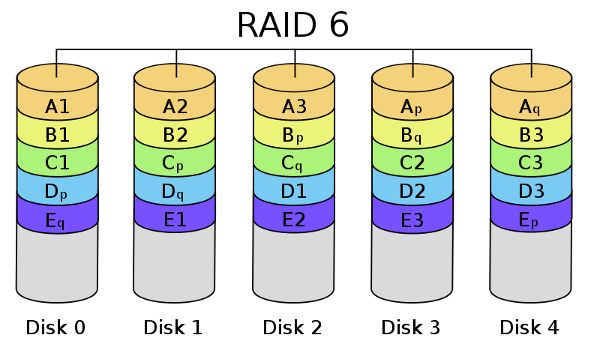 RAID 6
A1 A2 A3 Ap Aq
B1 B2 Bp Bq B3
C1 Cp Cq C2 C3
Dp Dq D1 D2 D3
Eq E1 E2 E3 Ep
Disk 0 Disk 1 Disk 2 Disk 3 Disk 4